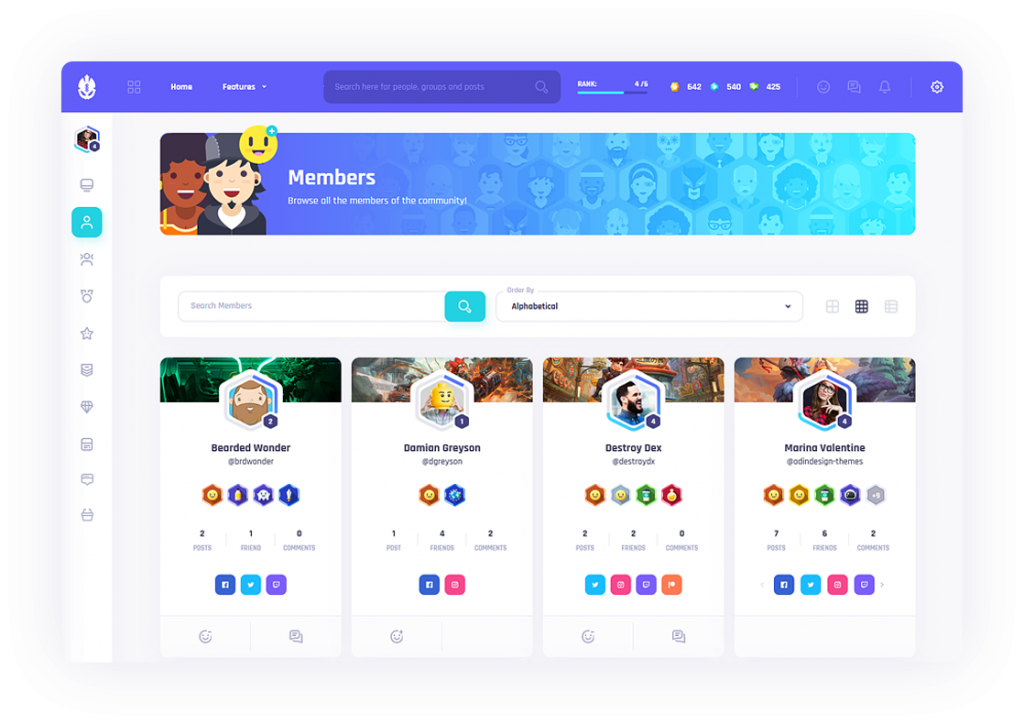 Home
Features
Search here for people, groups and posts
RANK:
4 /6
642
540
425
4
Members
Browse all the members of the community!
Search Members
Order By
Alphabetical
2
1
4
4
Bearded Wonder
Damian Greyson
Destroy Dex
Marina Valentine
@brdwonder
@dgreyson
@destroydx
@odindesign-themes
+9
2
1
0
1
4
2
2
2
0
7
6
2
POSTS
FRIEND
COMMENTS
POST
FRIENDS
COMMENTS
POSTS
FRIENDS
COMMENTS
POSTS
FRIENDS
COMMENTS